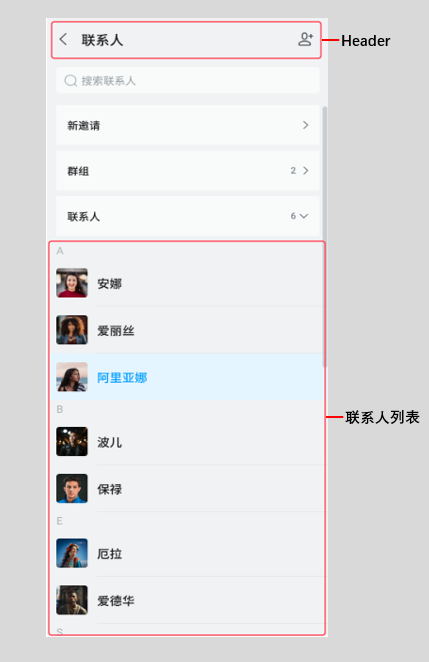 联系人
Header
搜索联系人
新邀请
群组 2
联系人 6
A
安娜
爱丽丝
阿里亚娜
B
联系人列表
波儿
保禄
E
厄拉
爱德华
S